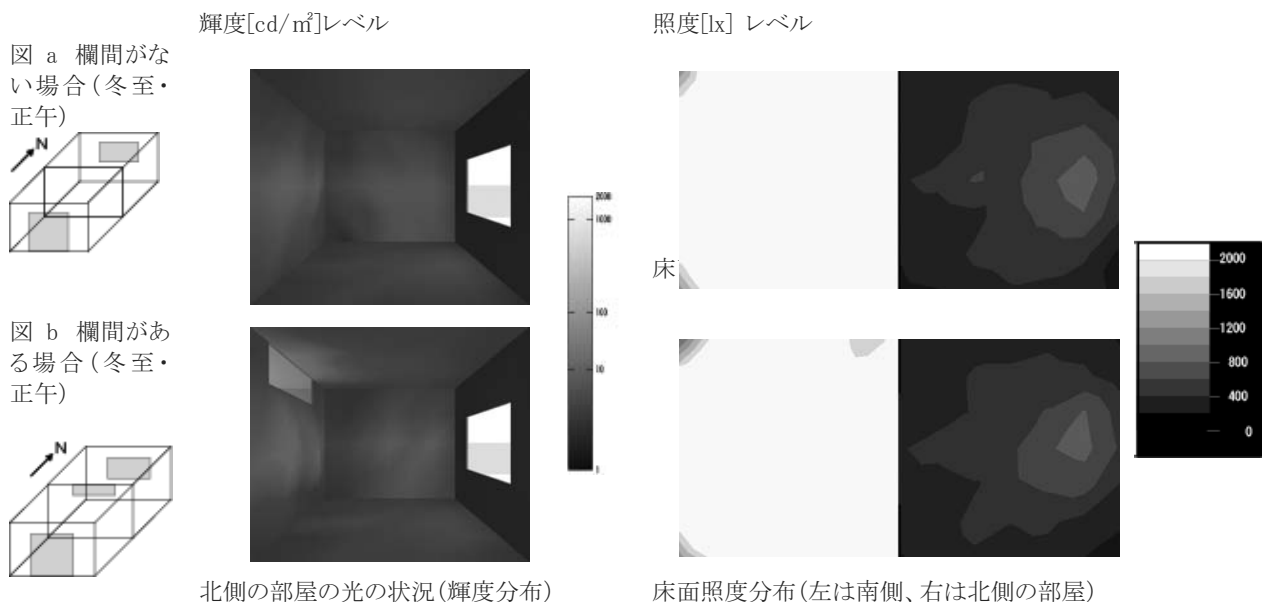 輝度[cd/㎡]レベル
照度[lx] レベル
図 a 欄間がな
い場合(冬至・
正午)
N
2000
1000
100
10
1
床
2000
1600
1200
800
400
0
図 b 欄間があ
る場合(冬至・
正午)
N
北側の部屋の光の状況(輝度分布)
床面照度分布(左は南側、右は北側の部屋)